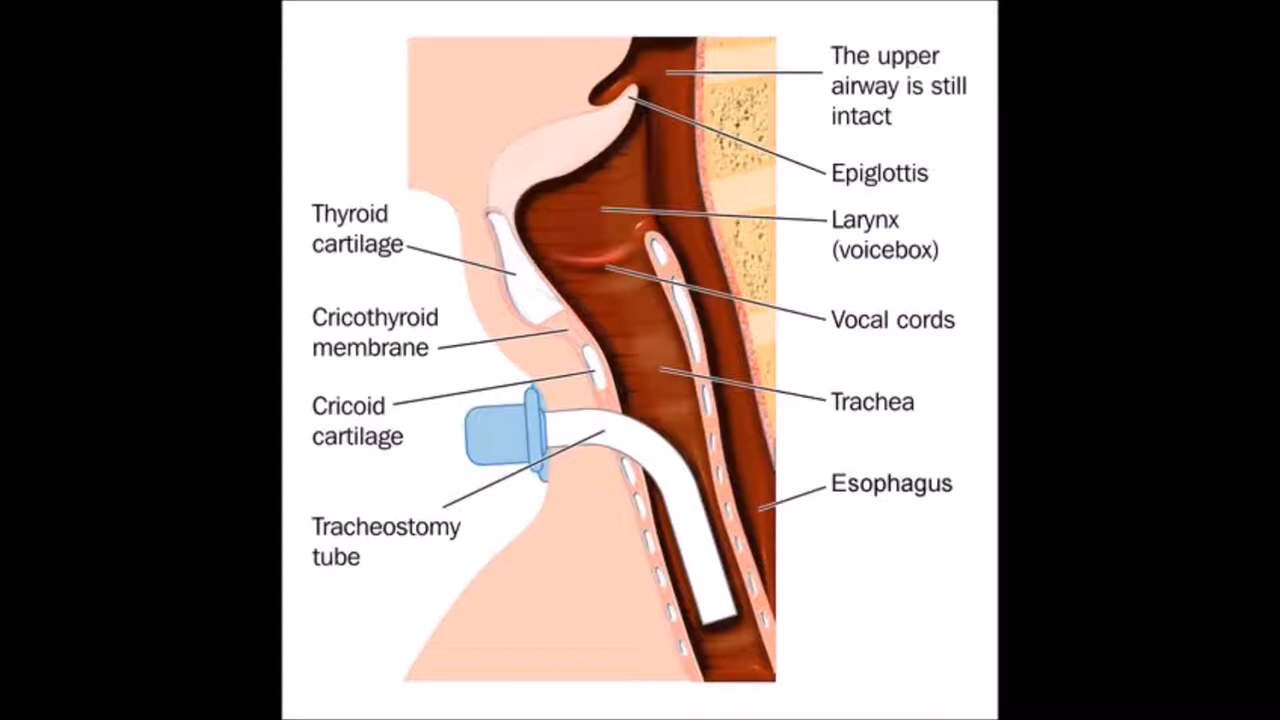 The upper
airway is still
intact
Epiglottis
Thyroid
cartilage
Larynx
(voicebox)
Cricothyroid
membrane
Vocal cords
Cricoid
cartilage
Trachea
Esophagus
Tracheostomy
tube